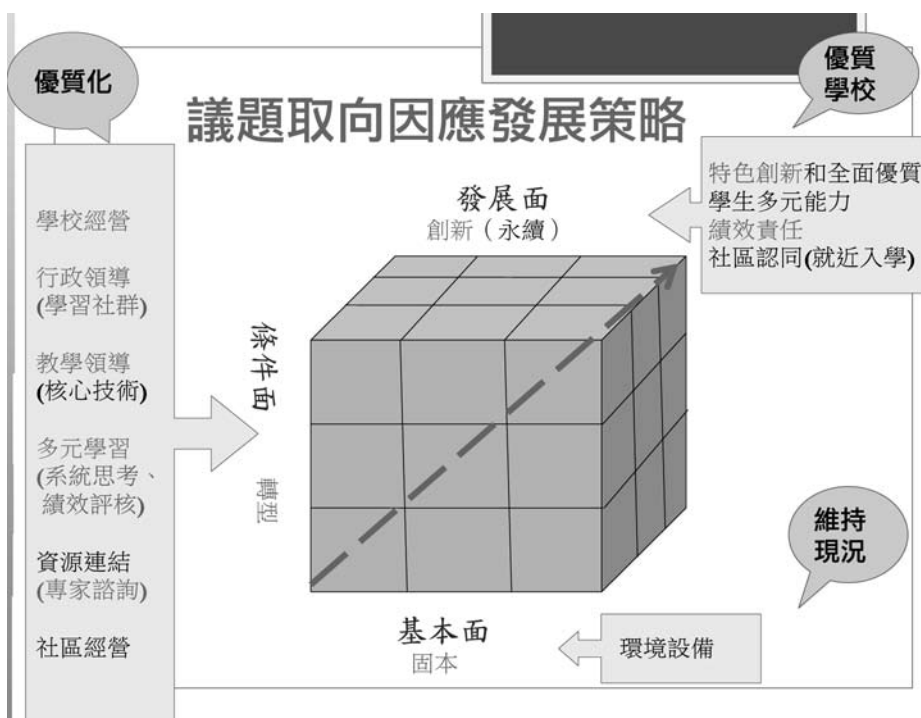 優質化
優質
學校
議題取向因應發展策略
學校經營
行政領導
(學習社群)
教學領導
(核心技術)
多元學習
(系統思考、
績效評核)
資源連結
(專家諮詢)
社區經營
條件面
轉型
發展面
創新(永續)
特色創新和全面優質
學生多元能力
績效責任
社區認同(就近入學)
維持
現況
基本面
固本
環境設備